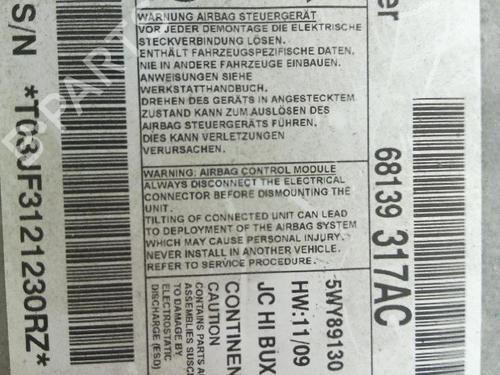 WARNUNG AIRBAG STEUERGERÄT
VOR JEDER DEMONTAGE DIE ELEKTRISCHE
STECKVERBINDUNG LÖSEN.
ENTHÄLT FAHRZEUGSPEZIFISCHE DATEN.
NIE IN ANDERE FAHRZEUGE EINBAUEN.
ANWEISUNGEN SIEHE
WERKSTATTHANDBUCH.
DREHEN DES GERÄTS IN ANGESTECKTEM
ZUSTAND KANN ZUM AUSLÖSEN DES
AIRBAG STEUERGERÄTS FÜHREN.
DIES KANN VERLETZUNGEN
VERURSACHEN.
WARNING: AIRBAG CONTROL MODULE
ALWAYS DISCONNECT THE ELECTRICAL
CONNECTOR BEFORE DISMOUNTING THE
UNIT.
TILTING OF CONNECTED UNIT CAN LEAD
TO DEPLOYMENT OF THE AIRBAG SYSTEM
WHICH MAY CAUSE PERSONAL INJURY.
NEVER INSTALL IN ANOTHER VEHICLE.
REFER TO SERVICE PROCEDURE.
S/N *T03JF3121230RZ*
68139 317AC
5WY89130
HW:11/09
JC HI BUX
CONTINEN
CAUTION
CONTAINS PARTS A
ASSEMBLIES SUSC
TO DAMAGE BY
ELECTROSTATIC
DISCHARGE (ESD)